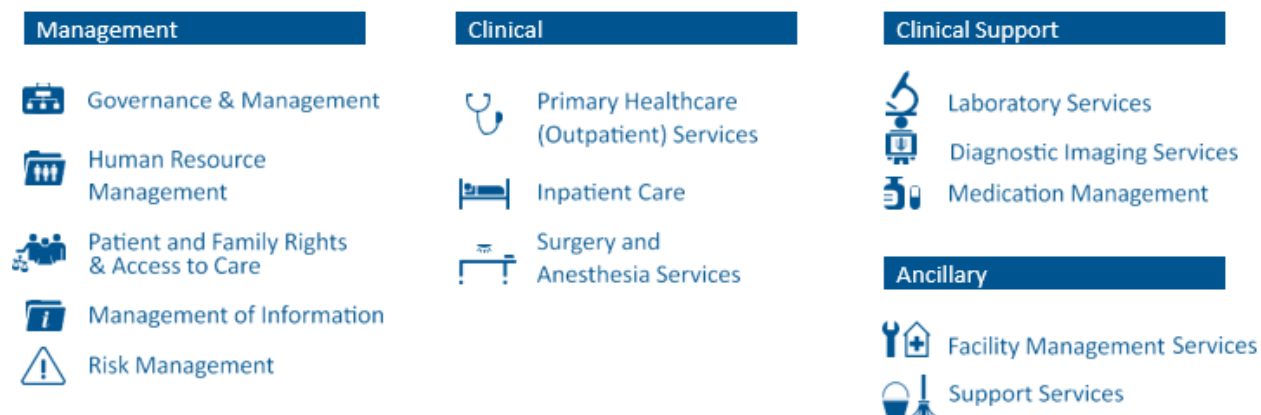 Management
Governance & Management
Human Resource
Management
Patient and Family Rights
& Access to Care
Management of Information
Risk Management
Clinical
Primary Healthcare
(Outpatient) Services
Inpatient Care
Surgery and
Anesthesia Services
Clinical Support
Laboratory Services
Diagnostic Imaging Services
Medication Management
Ancillary
Facility Management Services
Support Services